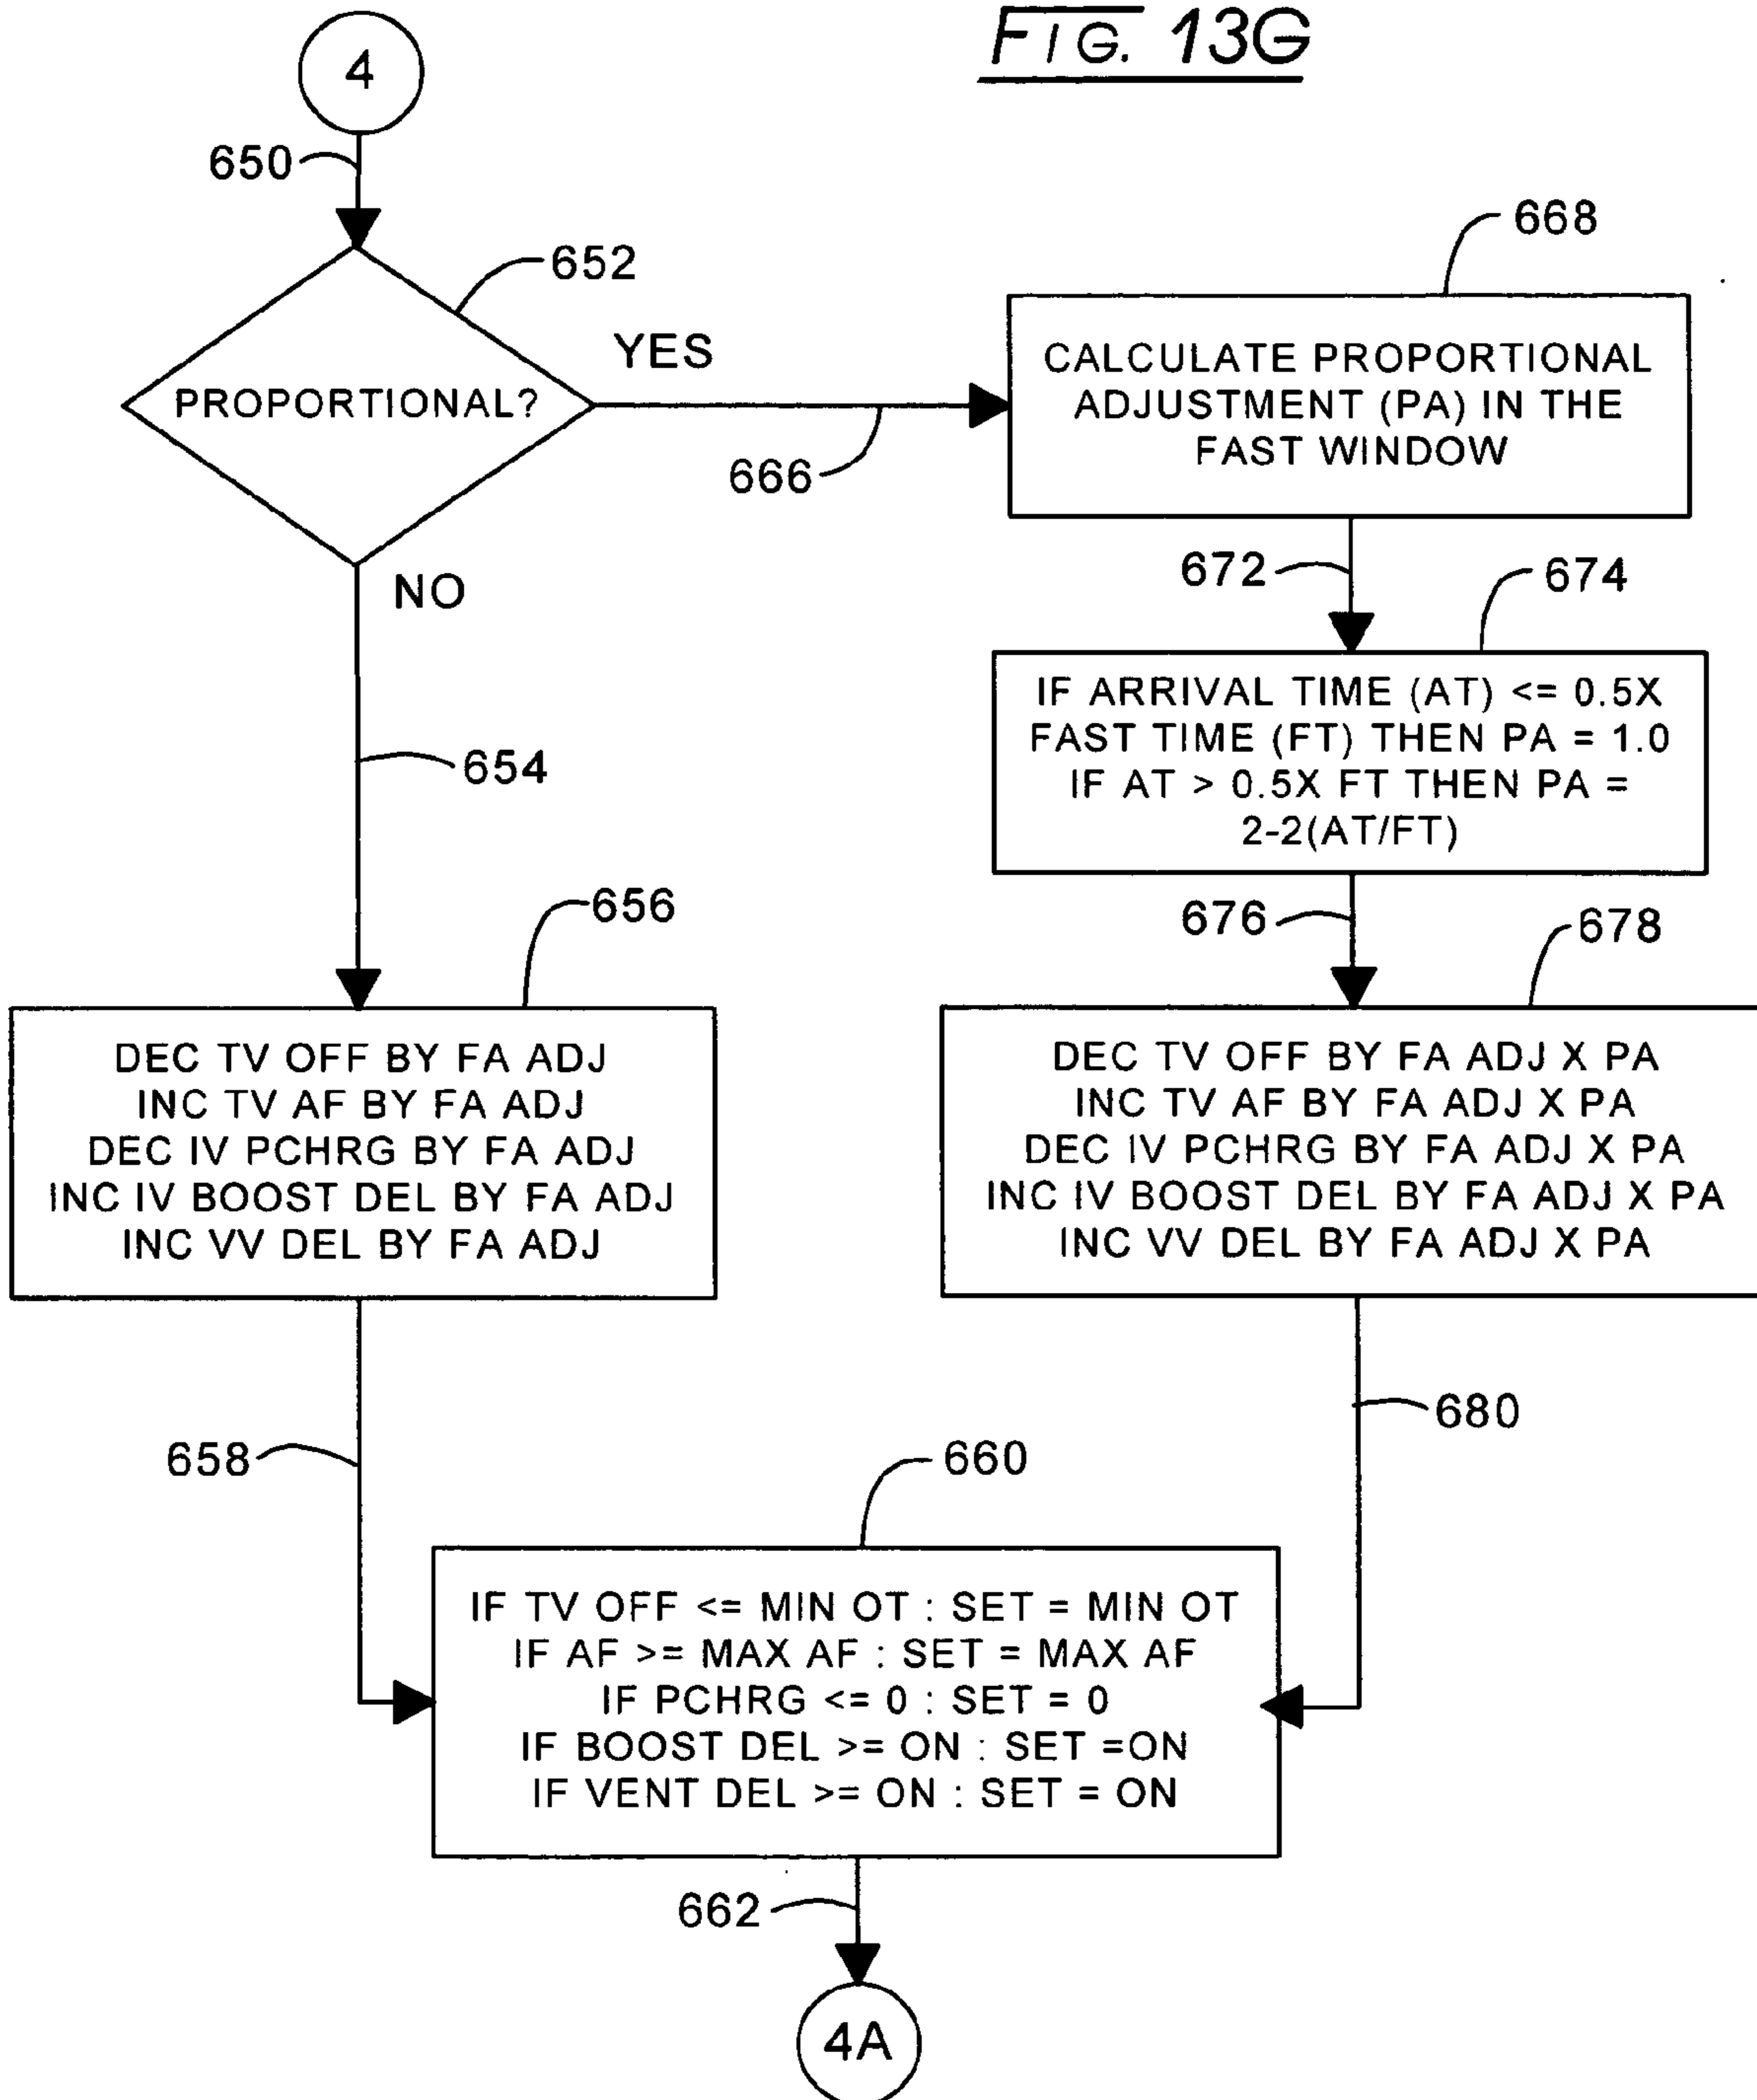 FIG. 13G
4
650
652
PROPORTIONAL?
YES
666
NO
654
668
CALCULATE PROPORTIONAL
ADJUSTMENT (PA) IN THE
FAST WINDOW
672
674
IF ARRIVAL TIME (AT) <= 0.5X
FAST TIME (FT) THEN PA = 1.0
IF AT > 0.5X FT THEN PA =
2-2(AT/FT)
656
DEC TV OFF BY FA ADJ
INC TV AF BY FA ADJ
DEC IV PCHRG BY FA ADJ
INC IV BOOST DEL BY FA ADJ
INC VV DEL BY FA ADJ
676
678
DEC TV OFF BY FA ADJ X PA
INC TV AF BY FA ADJ X PA
DEC IV PCHRG BY FA ADJ X PA
INC IV BOOST DEL BY FA ADJ X PA
INC VV DEL BY FA ADJ X PA
658
680
660
IF TV OFF <= MIN OT : SET = MIN OT
IF AF >= MAX AF : SET = MAX AF
IF PCHRG <= 0 : SET = 0
IF BOOST DEL >= ON : SET =ON
IF VENT DEL >= ON : SET = ON
662
4A